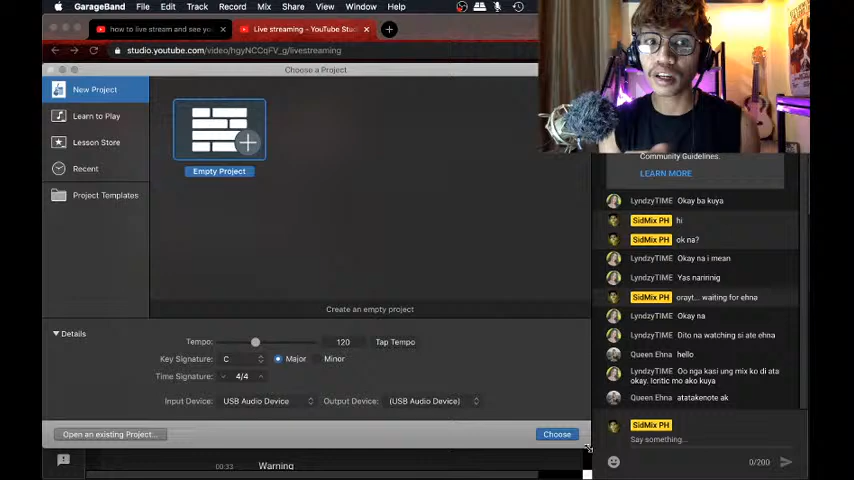 GarageBand File Edit Track Navigate Record Mix Share View Window Help
how to live stream and see yo
Live streaming - YouTube Stud
studio.youtube.com/video/hgyNCCqFV_g/livestreaming
Choose a Project
New Project
Learn to Play
Lesson Store
Recent
Project Templates
Empty Project
Create an empty project
Details
Tempo: 120 Tap Tempo
Key Signature: C Major Minor
Time Signature: 4/4
Input Device: USB Audio Device Output Device: (USB Audio Device)
Open an existing Project... Choose
00:33 Warning
Community Guidelines.
LEARN MORE
LyndzyTIME Okay ba kuya
SidMix PH hi
SidMix PH ok na?
LyndzyTIME Okay na i mean
LyndzyTIME Yas naririnig
SidMix PH orayt... waiting for ehna
LyndzyTIME Okay na
LyndzyTIME Dito na watching si ate ehna
Queen Ehna hello
LyndzyTIME Oo nga kasi ung mix ko di ata
okay. Icritic mo ako kuya
Queen Ehna atatakenote ak
SidMix PH
Say something...
0/200